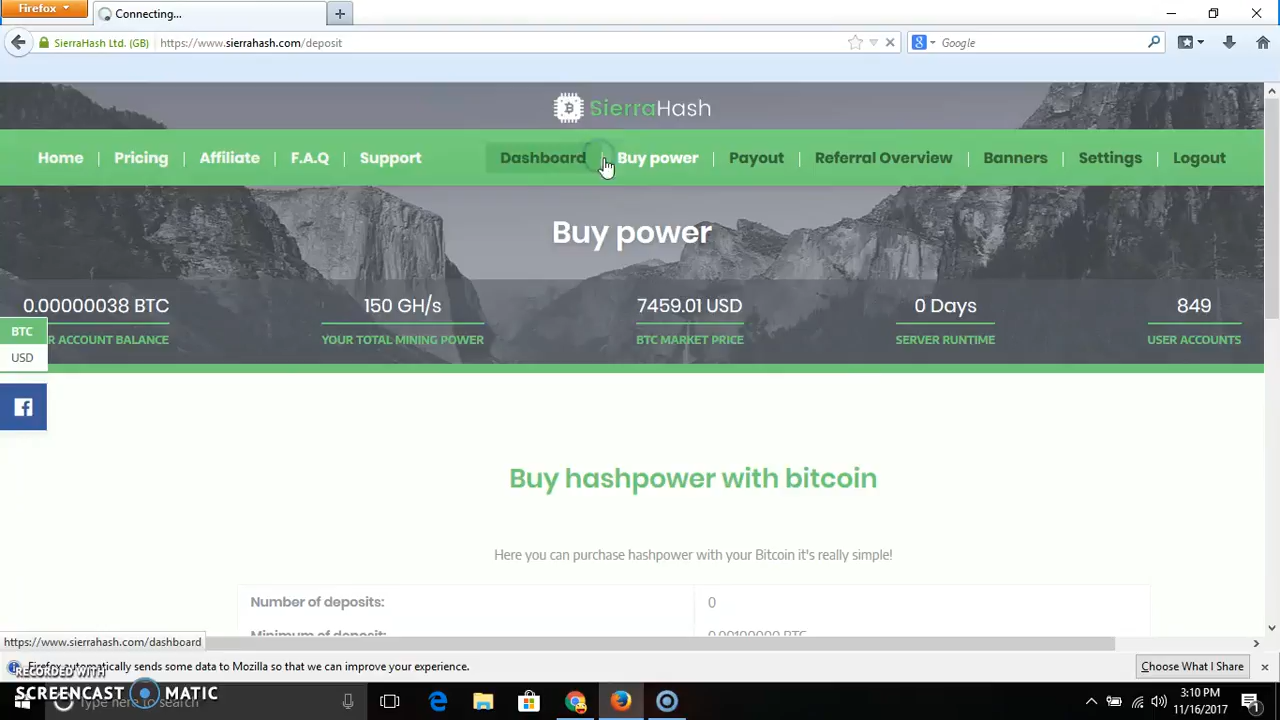 Firefox
Connecting...
SierraHash Ltd. (GB) https://www.sierrahash.com/deposit
Google
SierraHash
Home | Pricing | Affiliate | F.A.Q | Support
Dashboard | Buy power | Payout | Referral Overview | Banners | Settings | Logout
Buy power
0.00000038 BTC 150 GH/s 7459.01 USD 0 Days 849
R ACCOUNT BALANCE YOUR TOTAL MINING POWER BTC MARKET PRICE SERVER RUNTIME USER ACCOUNTS
BTC
USD
Buy hashpower with bitcoin
Here you can purchase hashpower with your Bitcoin it's really simple!
Number of deposits: 0
Minimum of deposit: 0.00100000 BTC
https://www.sierrahash.com/dashboard
Firefox automatically sends some data to Mozilla so that we can improve your experience. Choose What I Share
RECORDED WITH
SCREENCAST MATIC
Type here to search
3:10 PM
11/16/2017